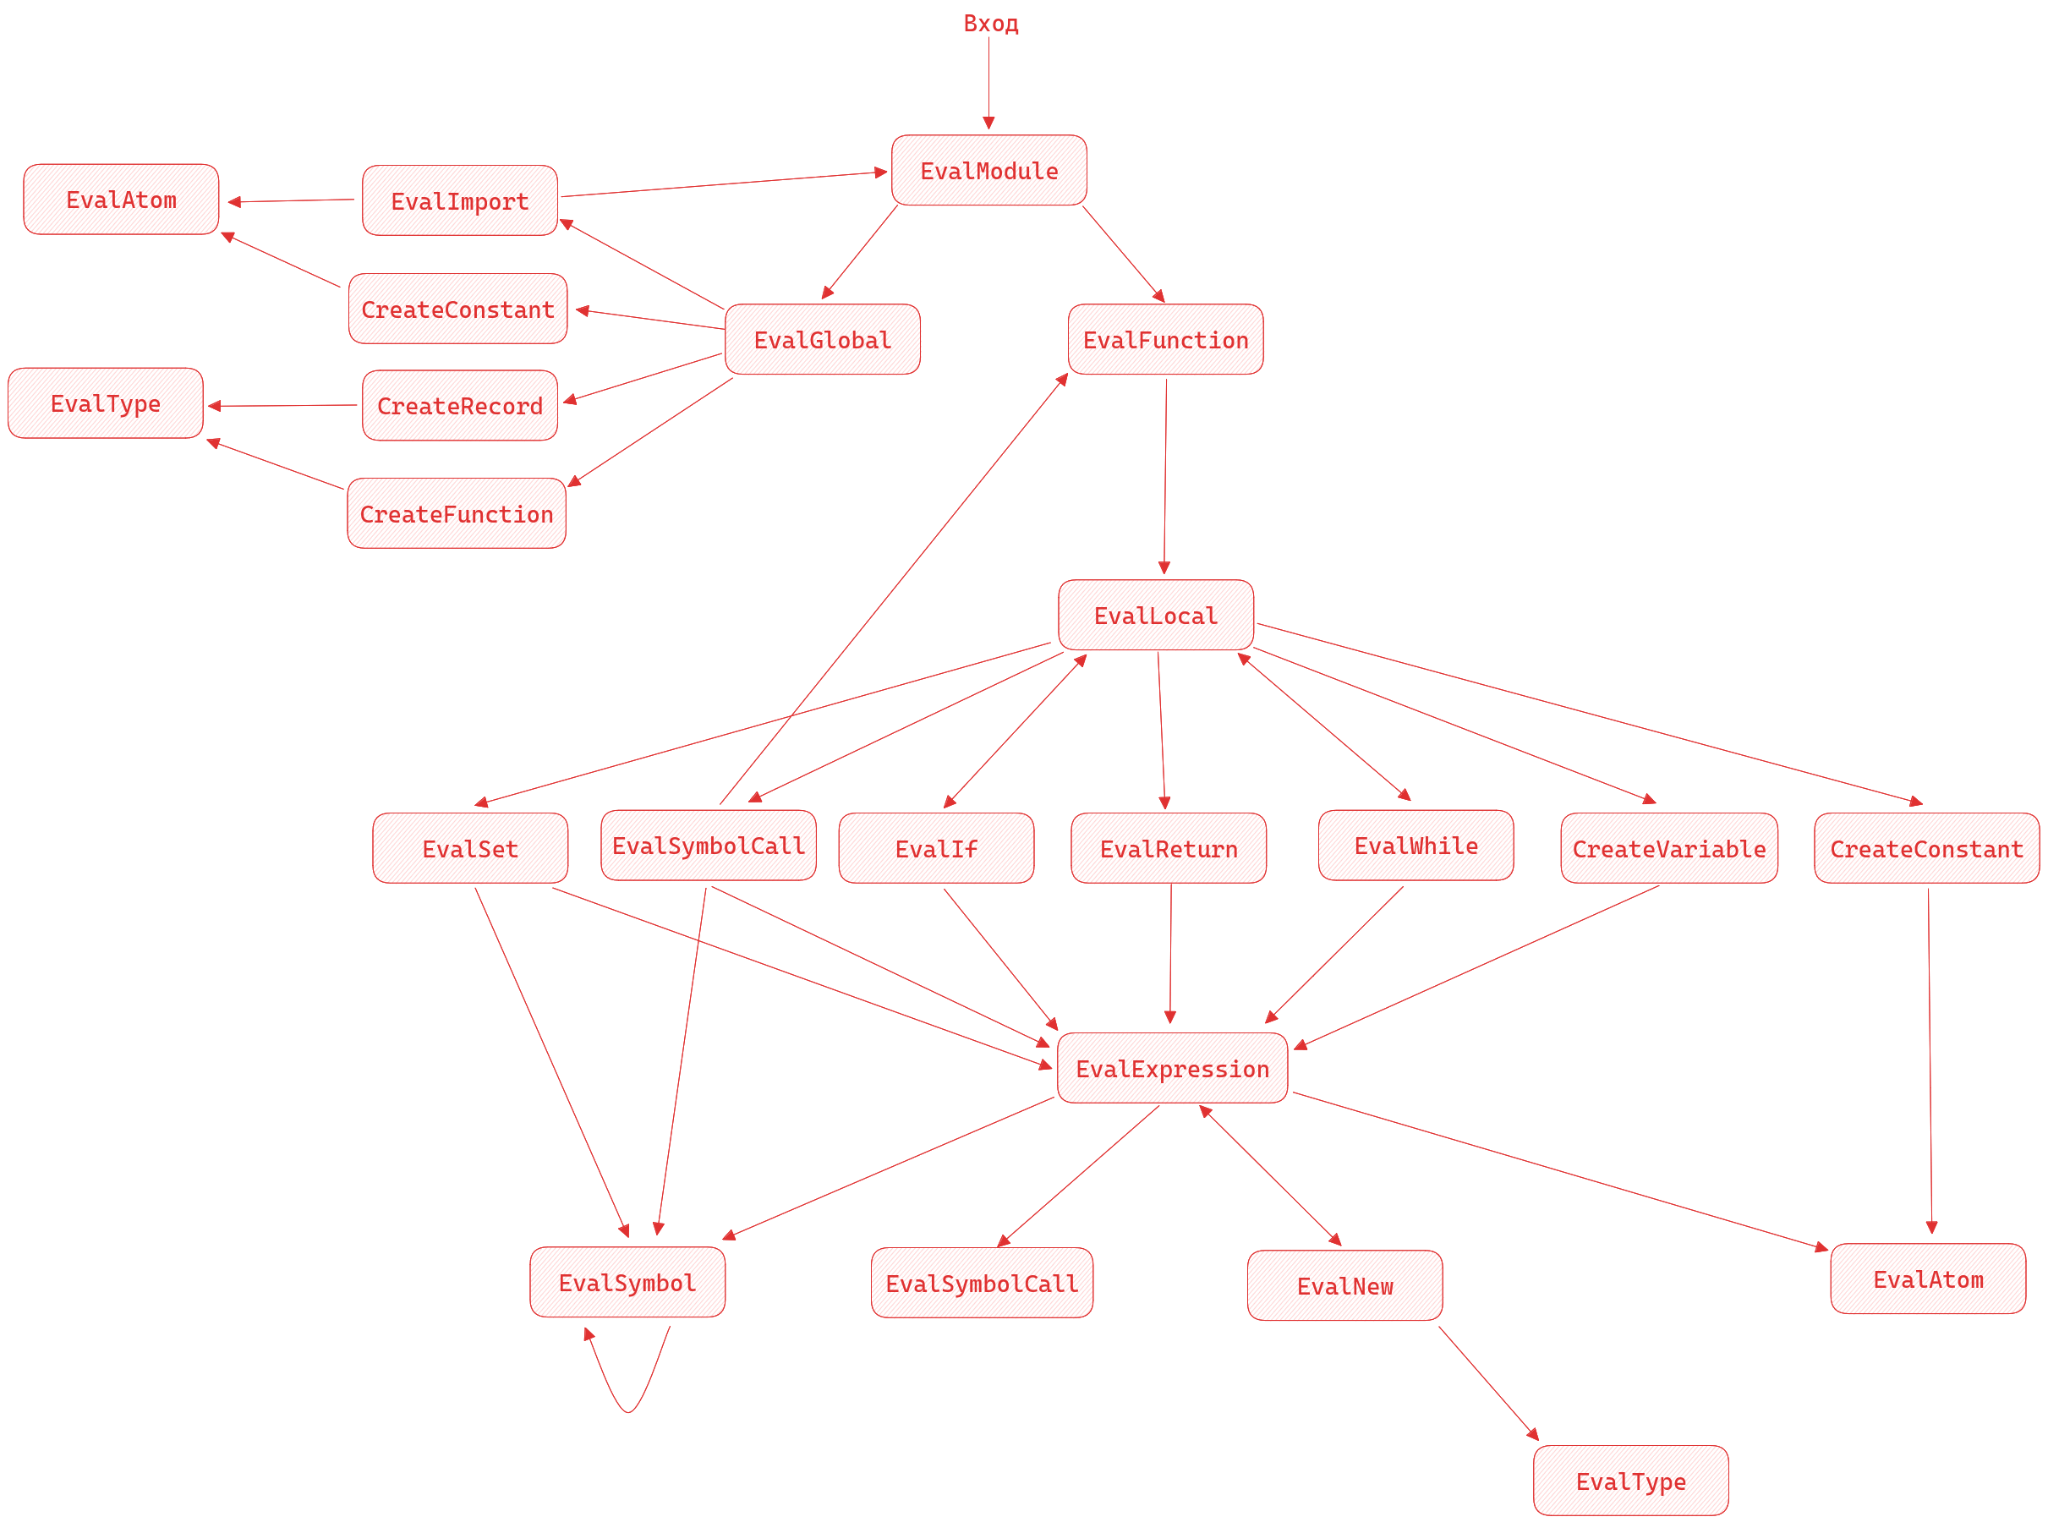 Вход
EvalModule
EvalAtom
EvalImport
CreateConstant
EvalGlobal
EvalFunction
EvalType
CreateRecord
CreateFunction
EvalLocal
EvalSet
EvalSymbolCall
EvalIf
EvalReturn
EvalWhile
CreateVariable
CreateConstant
EvalExpression
EvalSymbol
EvalSymbolCall
EvalNew
EvalAtom
EvalType